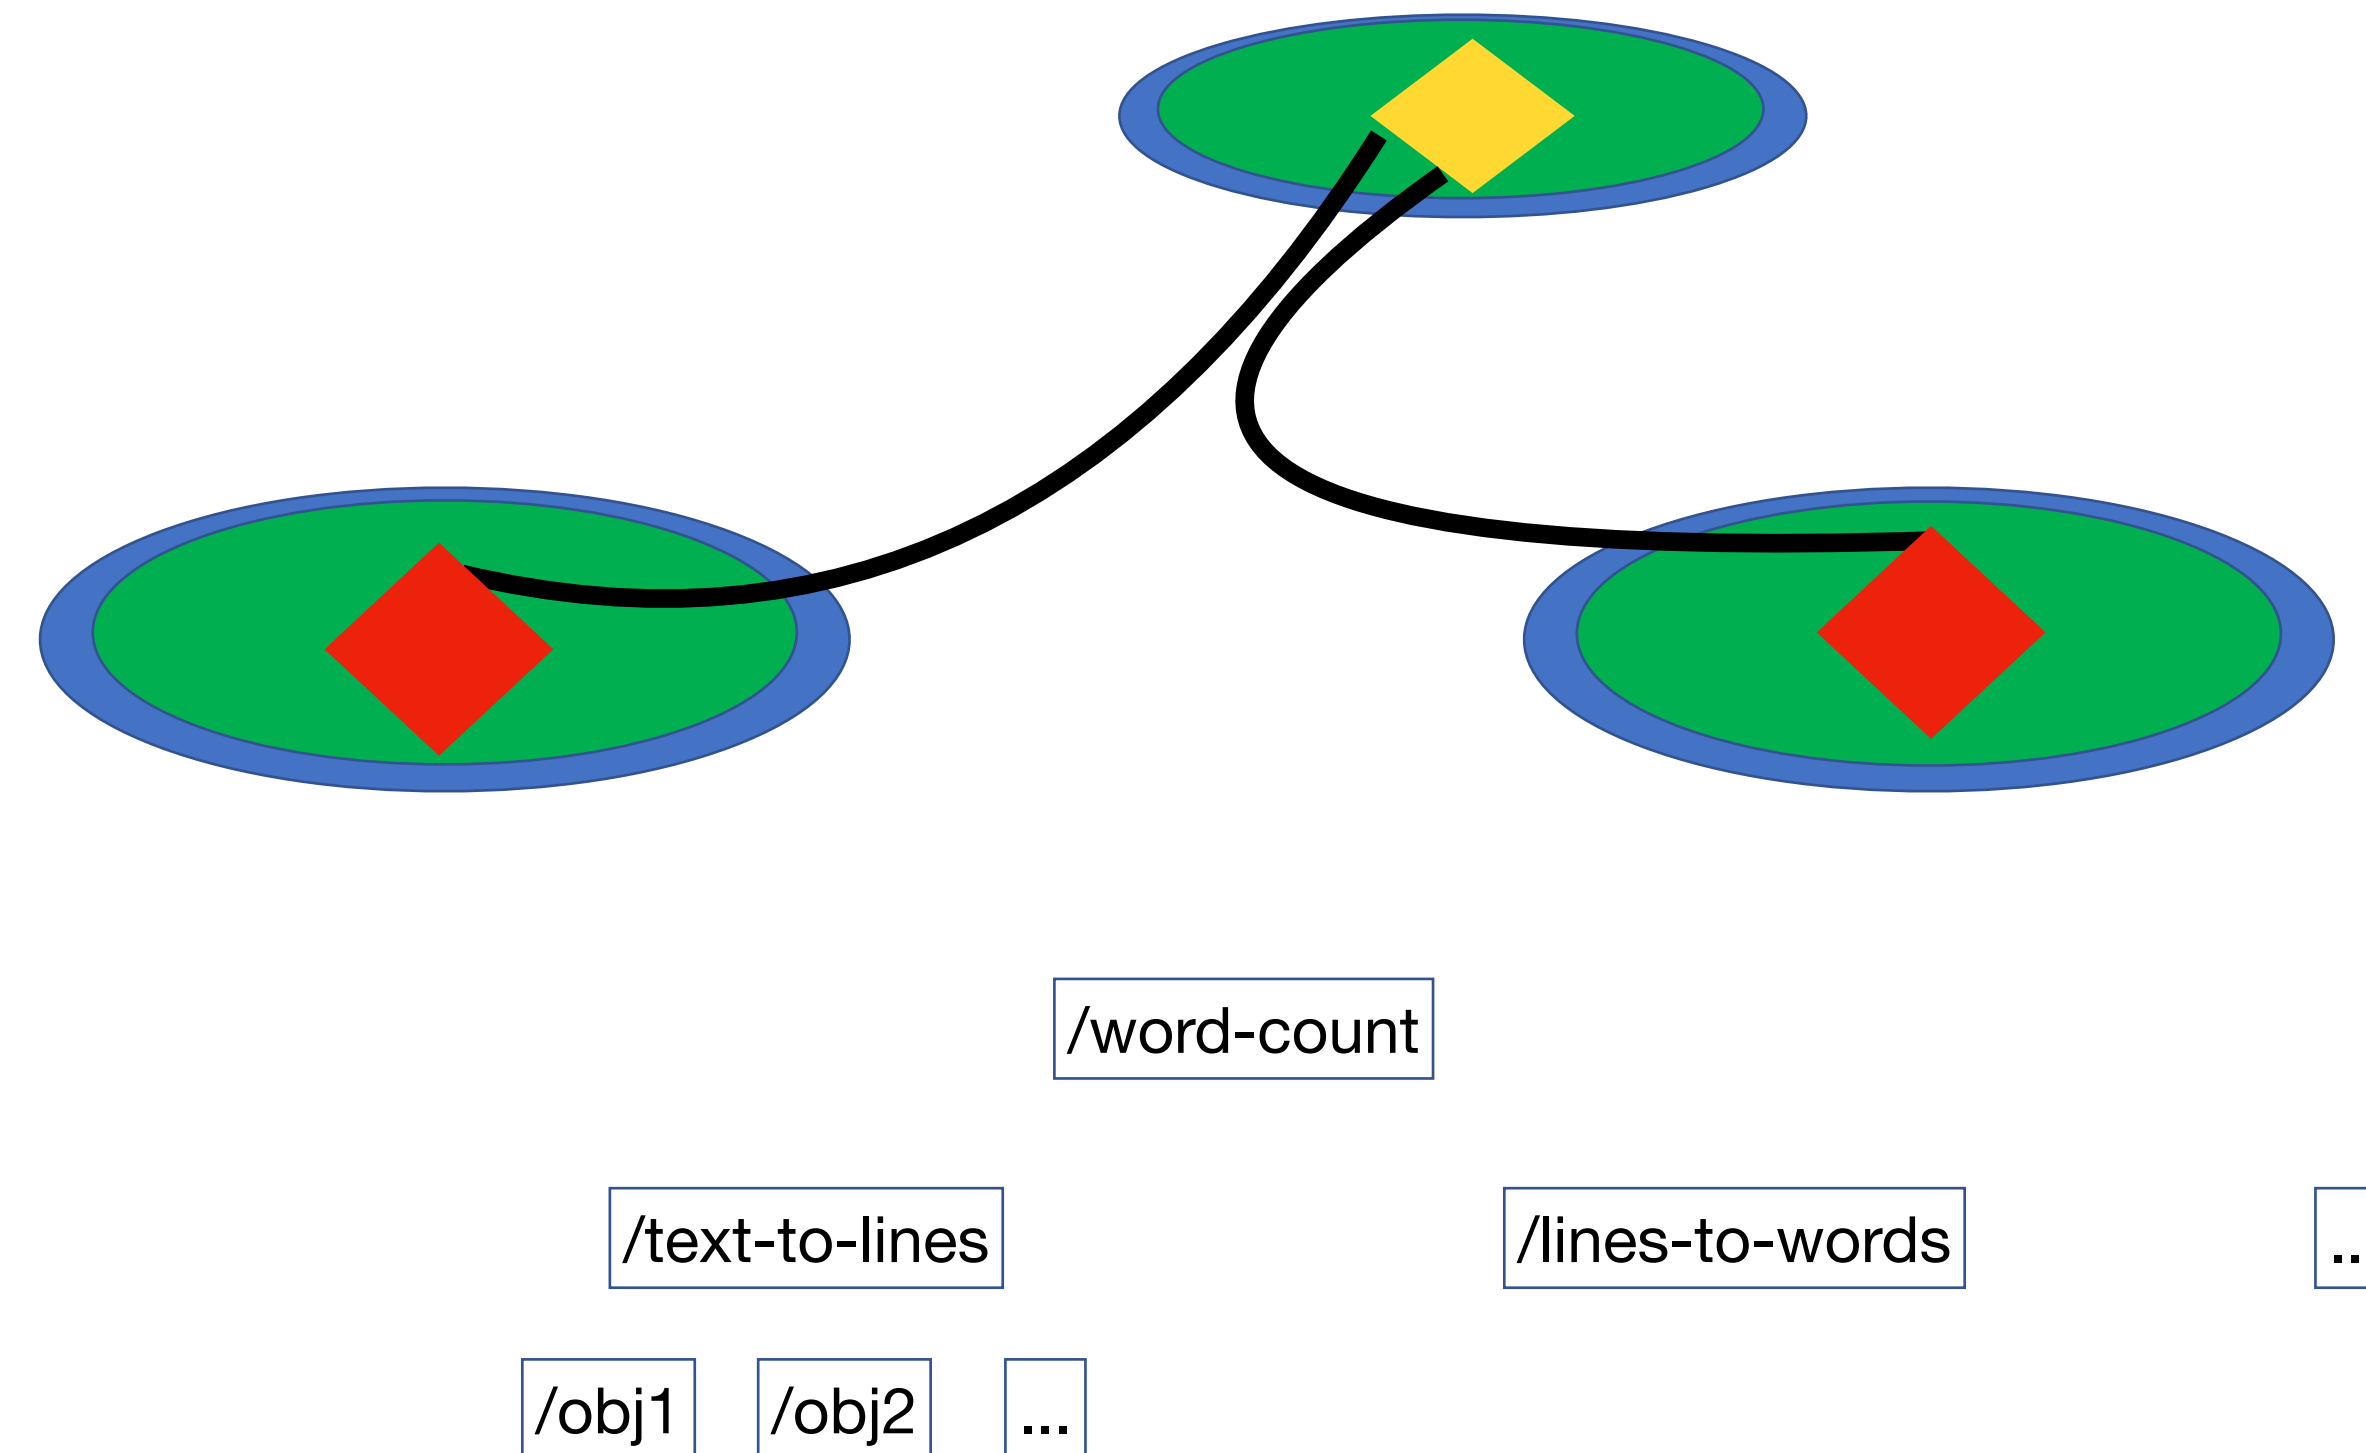 /word-count
/text-to-lines
/lines-to-words
..
/obj1
/obj2
...